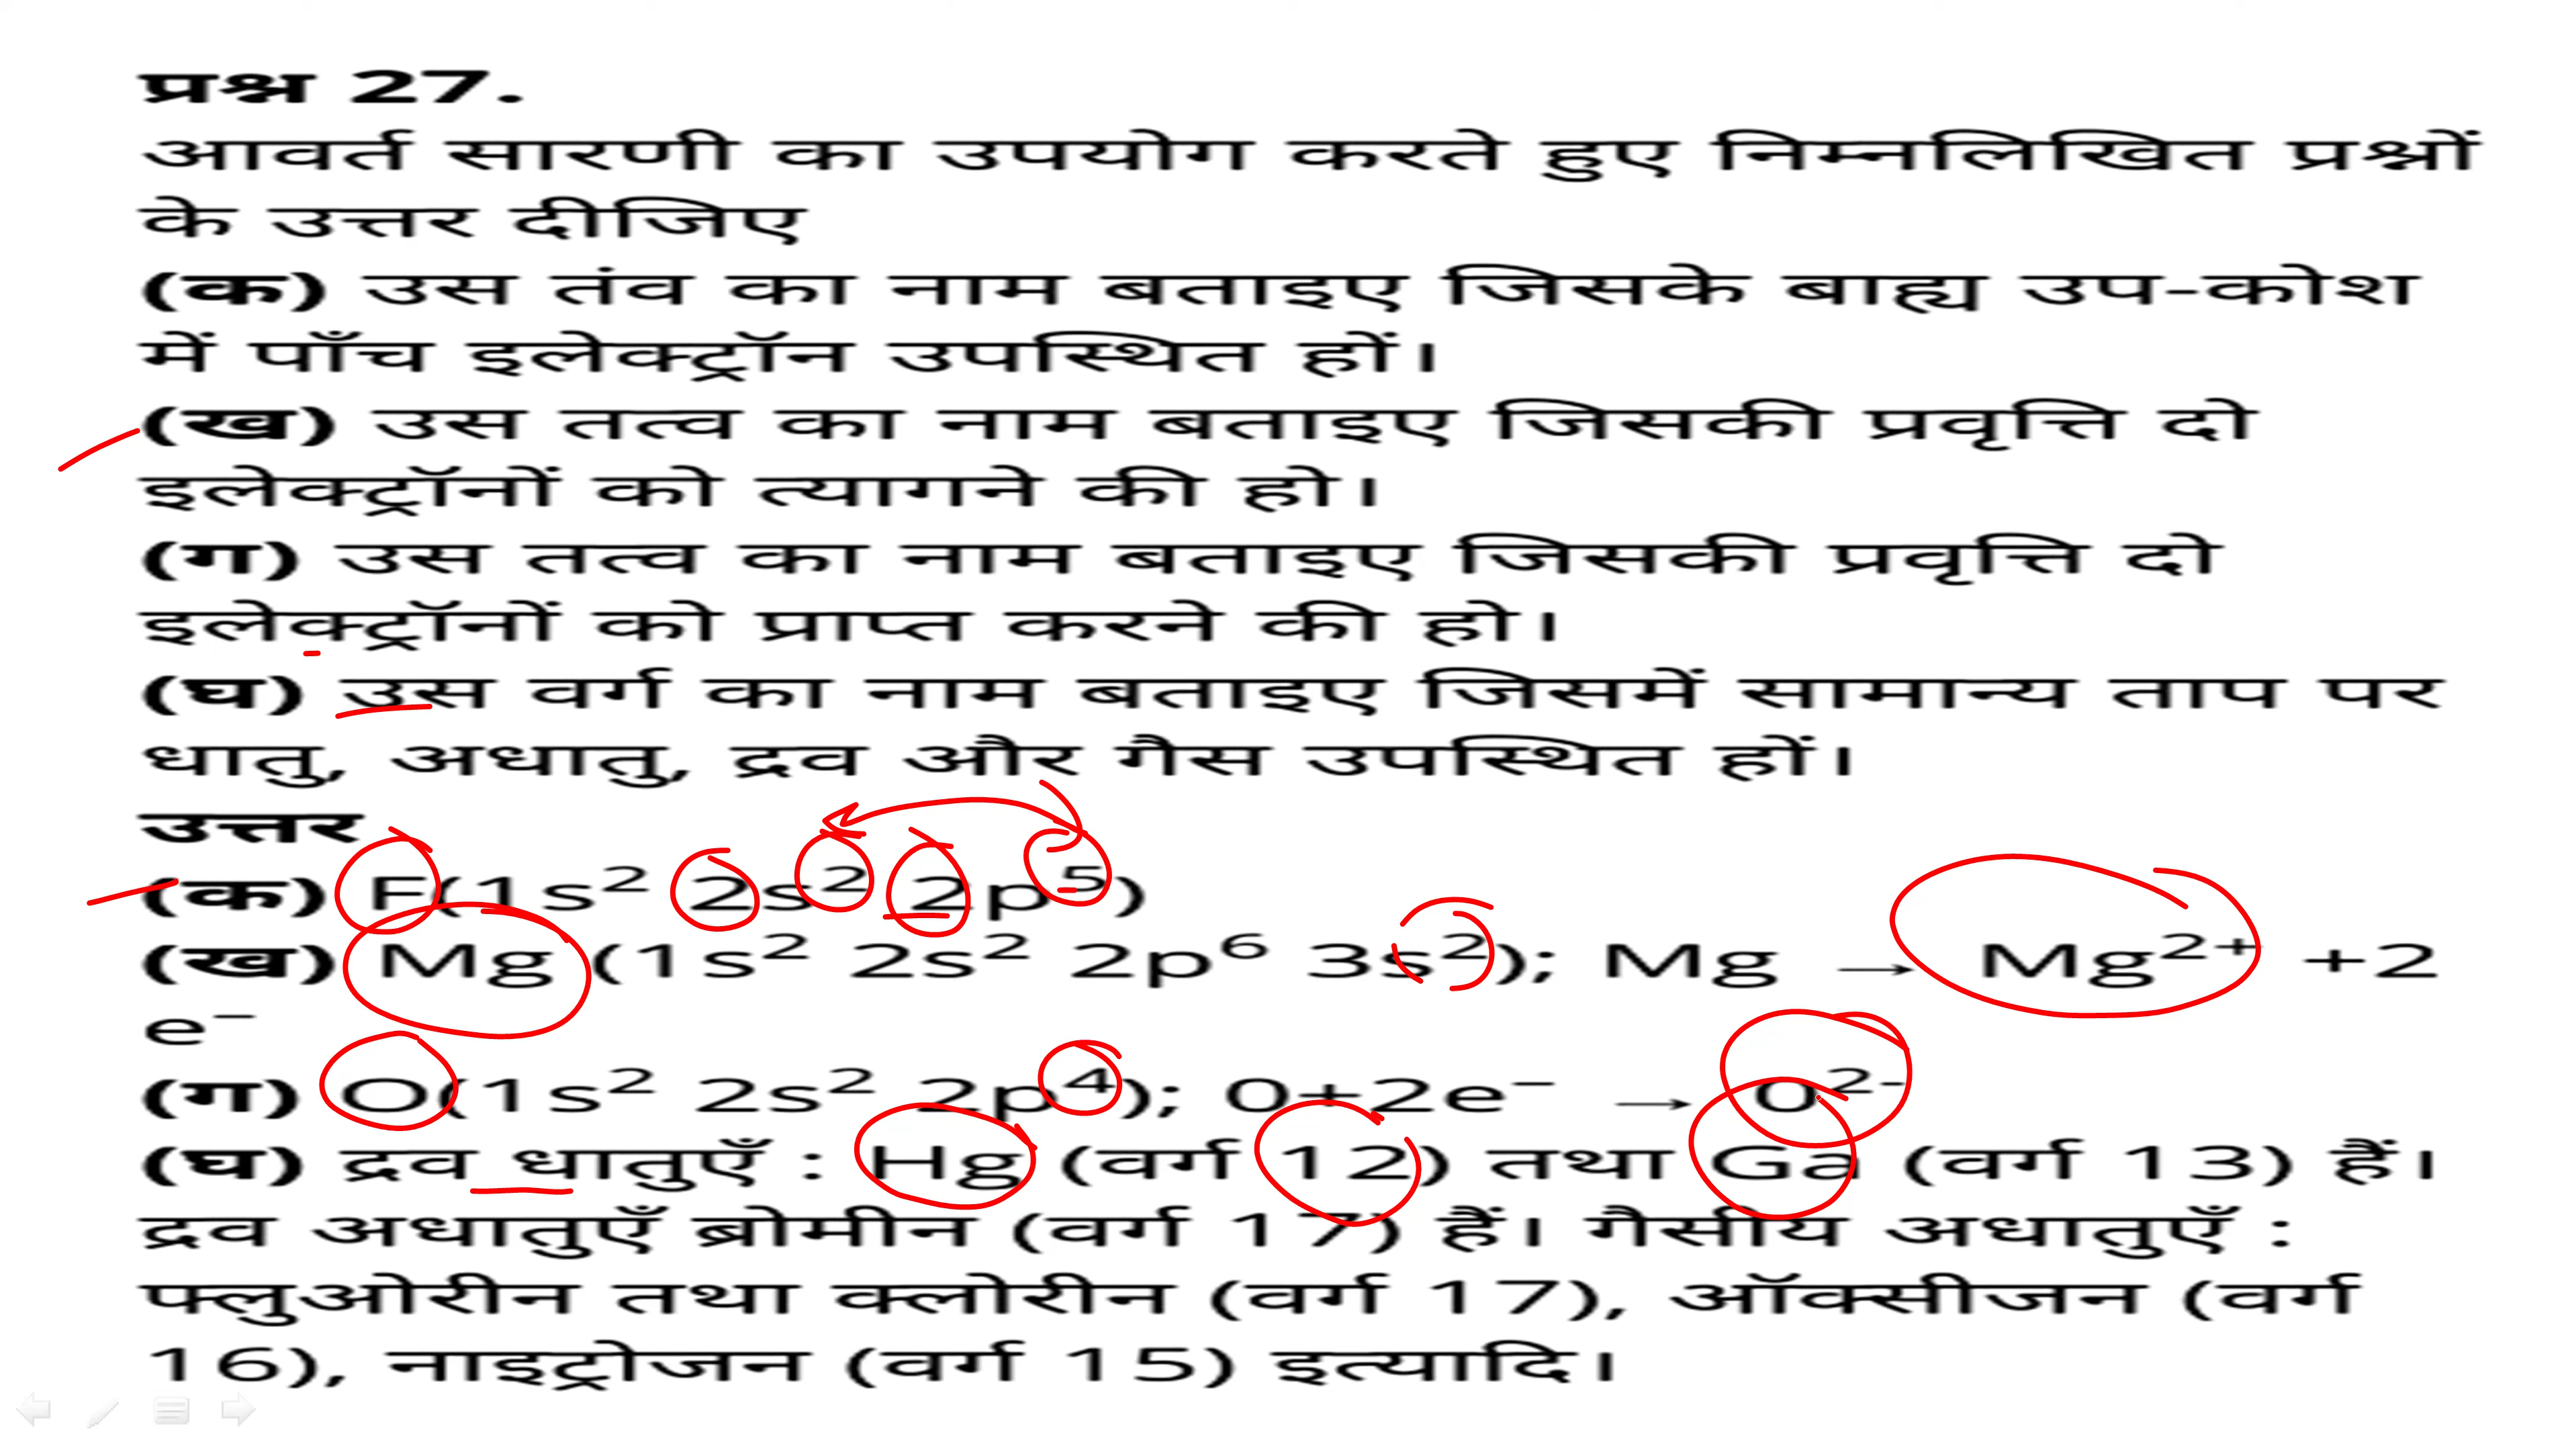 प्रश्न 27.
आवर्त सारणी का उपयोग करते हुए निम्नलिखित प्रश्नों
के उत्तर दीजिए
(क) उस तंव का नाम बताइए जिसके बाह्य उप-कोश
में पाँच इलेक्ट्रॉन उपस्थित हों।
(ख) उस तत्व का नाम बताइए जिसकी प्रवृत्ति दो
इलेक्ट्रॉनों को त्यागने की हो।
(ग) उस तत्व का नाम बताइए जिसकी प्रवृत्ति दो
इलेक्ट्रॉनों को प्राप्त करने की हो।
(घ) उस वर्ग का नाम बताइए जिसमें सामान्य ताप पर
धातु, अधातु, द्रव और गैस उपस्थित हों।
उत्तर
(क) F(1s² 2s² 2p⁵)
(ख) Mg (1s² 2s² 2p⁶ 3s²); Mg → Mg²⁺ +2
e⁻
(ग) O(1s² 2s² 2p⁴); 0+2e⁻ → 0²⁻
(घ) द्रव धातुएँ : Hg (वर्ग 12) तथा Ga (वर्ग 13) हैं।
द्रव अधातुएँ ब्रोमीन (वर्ग 17) हैं। गैसीय अधातुएँ :
फ्लुओरीन तथा क्लोरीन (वर्ग 17), ऑक्सीजन (वर्ग
16), नाइट्रोजन (वर्ग 15) इत्यादि।